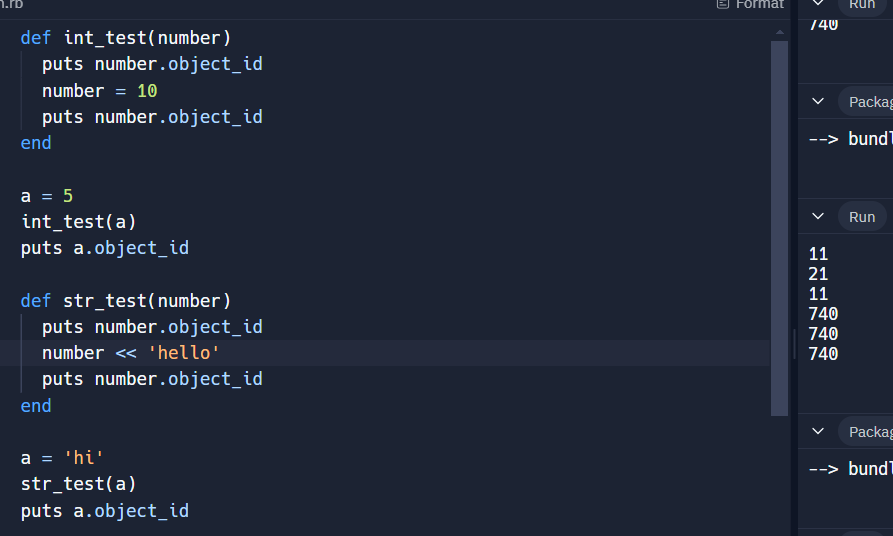 n.rb
Format
def int_test(number)
  puts number.object_id
  number = 10
  puts number.object_id
end
a = 5
int_test(a)
puts a.object_id
def str_test(number)
  puts number.object_id
  number << 'hello'
  puts number.object_id
end
a = 'hi'
str_test(a)
puts a.object_id
Run
740
Packag
--> bundl
Run
11
21
11
740
740
740
Packag
--> bundl